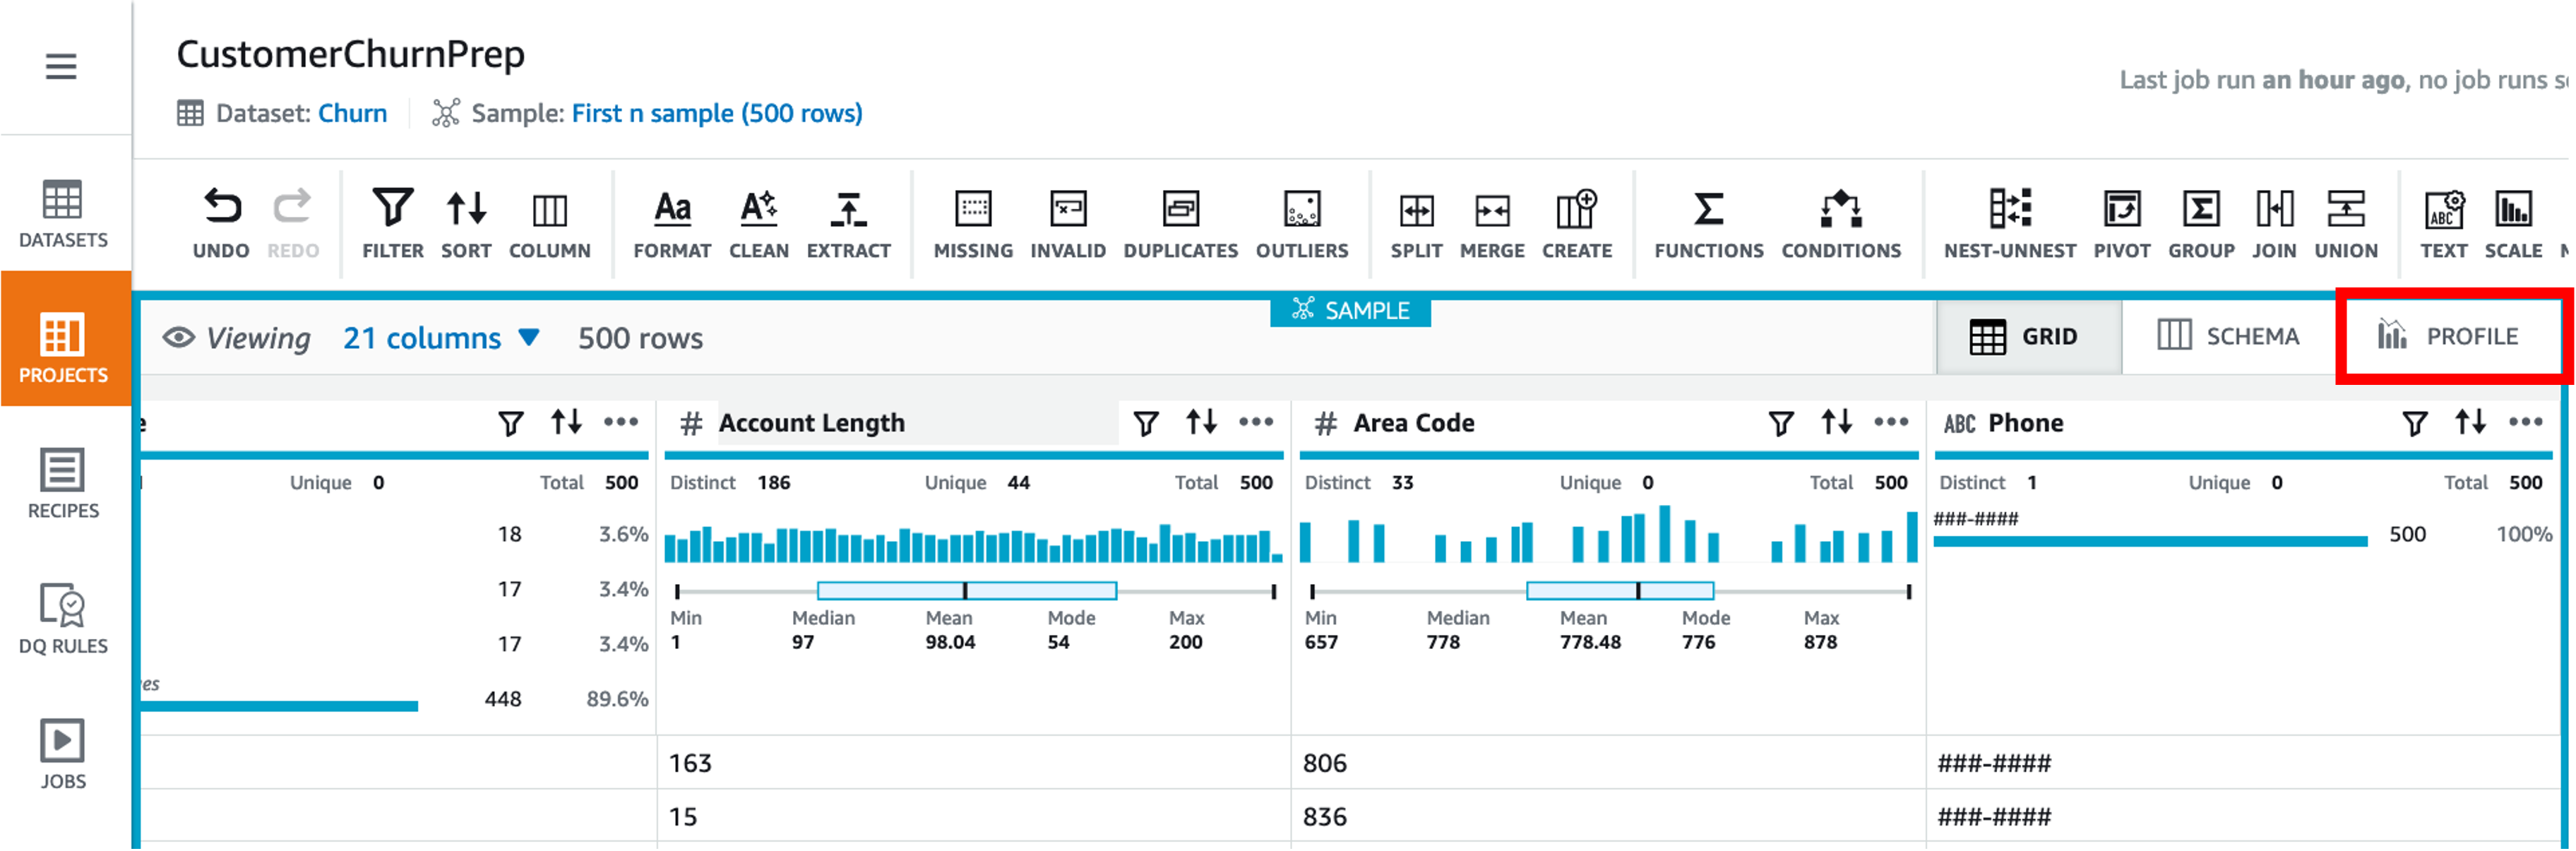 CustomerChurnPrep
Last job run an hour ago, no job runs s
Dataset: Churn
Sample: First n sample (500 rows)
DATASETS
PROJECTS
RECIPES
DQ RULES
JOBS
UNDO REDO FILTER SORT COLUMN FORMAT CLEAN EXTRACT MISSING INVALID DUPLICATES OUTLIERS SPLIT MERGE CREATE FUNCTIONS CONDITIONS NEST-UNNEST PIVOT GROUP JOIN UNION TEXT SCALE
SAMPLE
Viewing 21 columns 500 rows
GRID SCHEMA PROFILE
e
Unique 0 Total 500
18 3.6%
17 3.4%
17 3.4%
es
448 89.6%
# Account Length
Distinct 186 Unique 44 Total 500
Min Median Mean Mode Max
1 97 98.04 54 200
163
15
# Area Code
Distinct 33 Unique 0 Total 500
Min Median Mean Mode Max
657 778 778.48 776 878
806
836
ABC Phone
Distinct 1 Unique 0 Total 500
###-####
500 100%
###-####
###-####